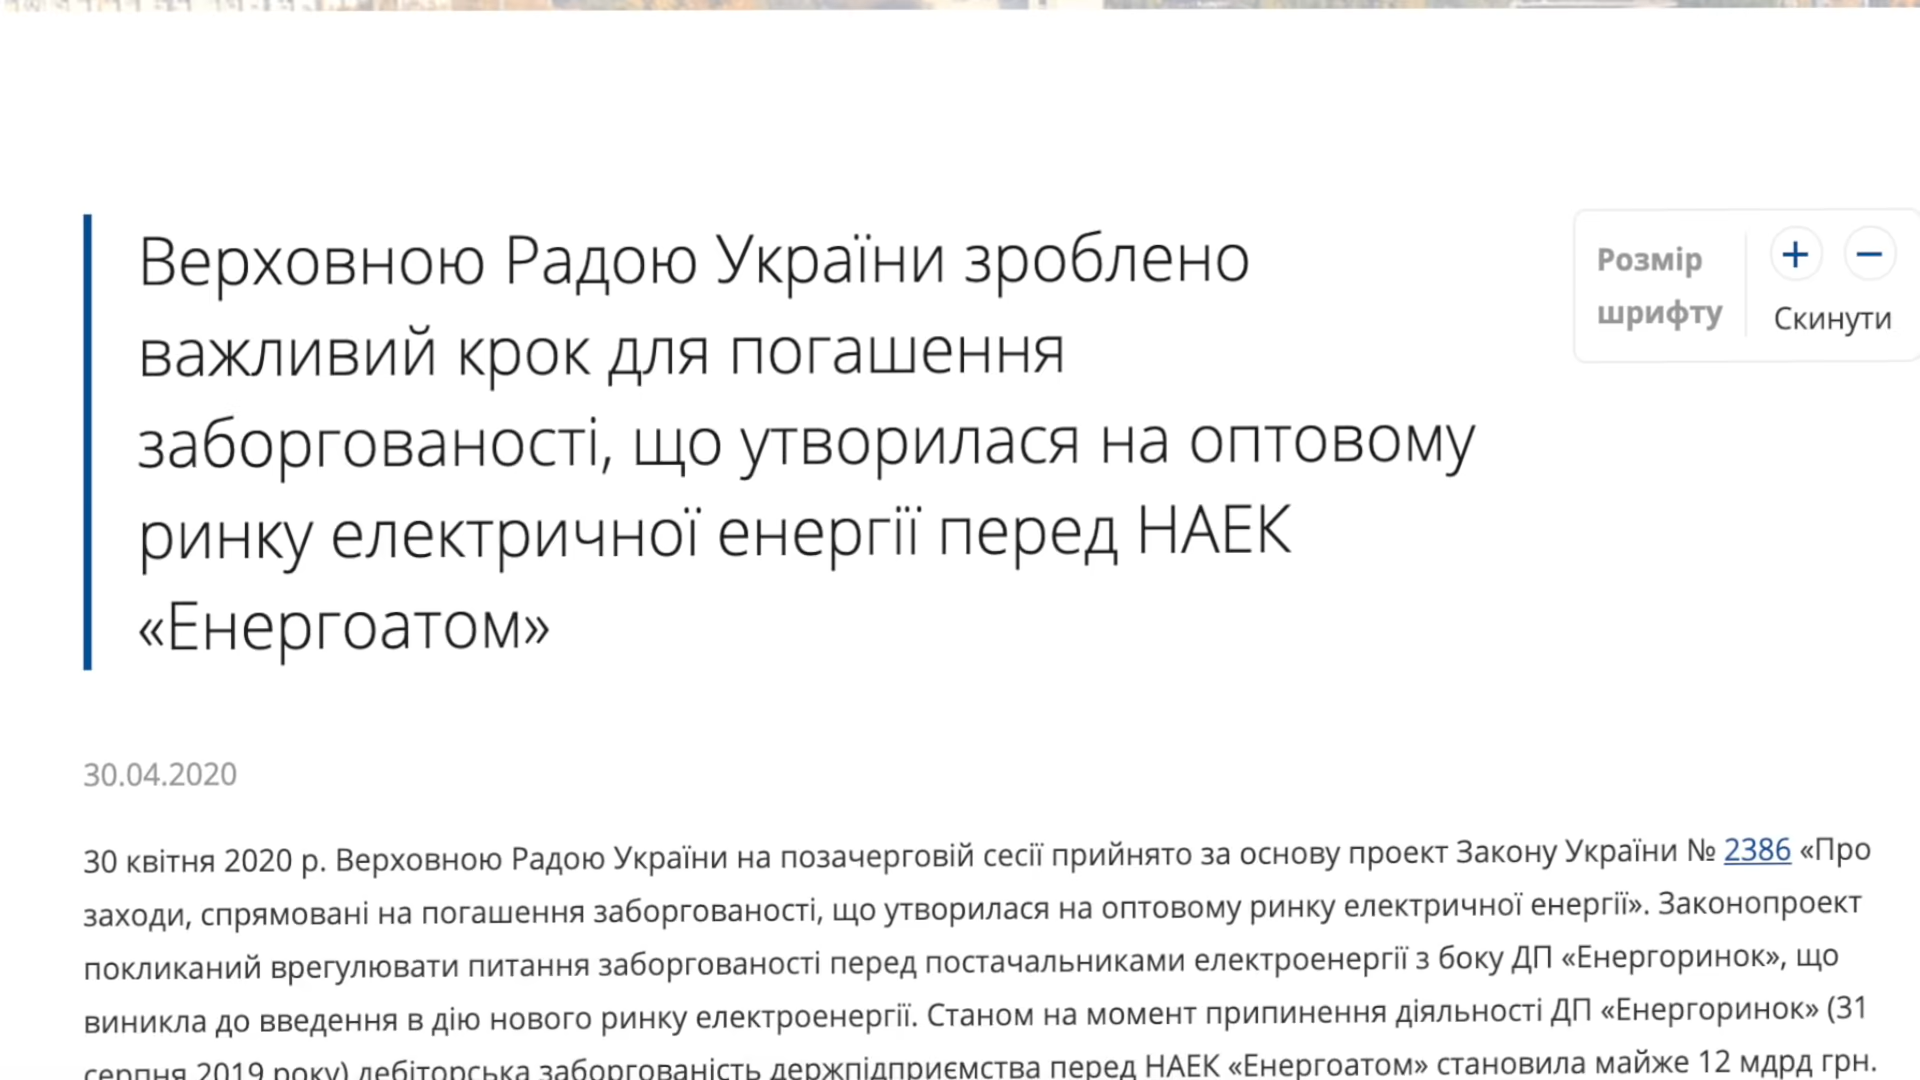 Верховною Радою України зроблено
важливий крок для погашення
заборгованості, що утворилася на оптовому
ринку електричної енергії перед НАЕК
«Енергоатом»
Розмір
шрифту
+ −
Скинути
30.04.2020
30 квітня 2020 р. Верховною Радою України на позачерговій сесії прийнято за основу проект Закону України № 2386 «Про
заходи, спрямовані на погашення заборгованості, що утворилася на оптовому ринку електричної енергії». Законопроект
покликаний врегулювати питання заборгованості перед постачальниками електроенергії з боку ДП «Енергоринок», що
виникла до введення в дію нового ринку електроенергії. Станом на момент припинення діяльності ДП «Енергоринок» (31
серпня 2019 року) дебіторська заборгованість держпідприємства перед НАЕК «Енергоатом» становила майже 12 мдрд грн.